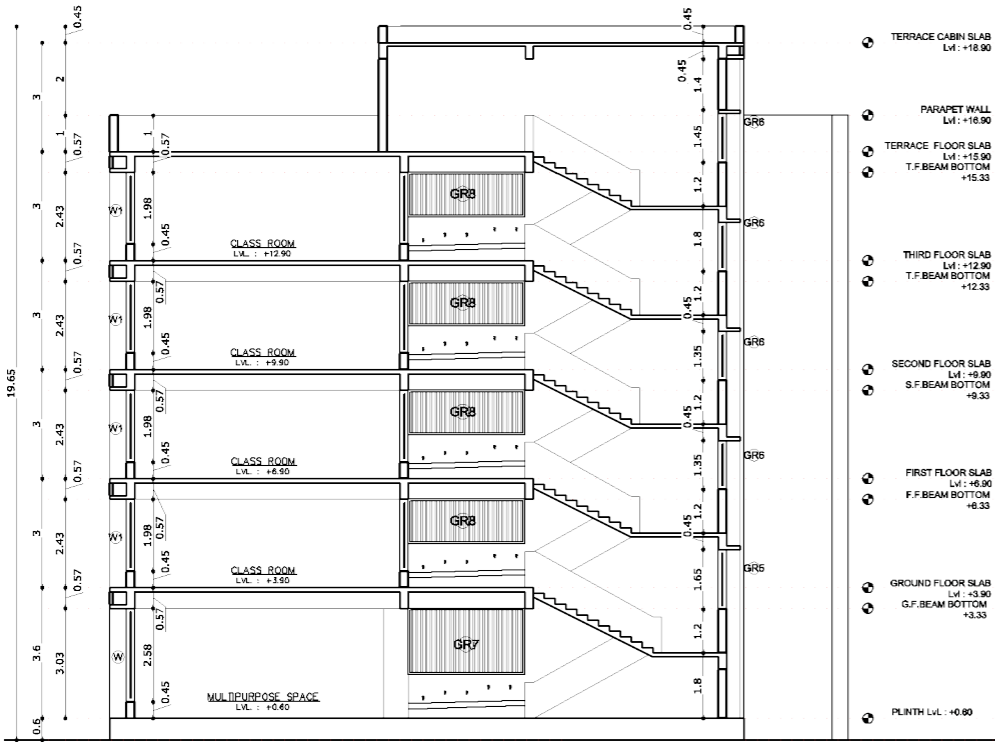 0.45
0.45
TERRACE CABIN SLAB
Lvl : +18.90
2
3
0.45
1.4
PARAPET WALL
Lvl : +16.90
GR6
1
1
0.57
0.57
1.45
TERRACE FLOOR SLAB
Lvl : +15.90
T.F.BEAM BOTTOM
+15.33
GR8
1.2
3
2.43
W1
1.98
0.45
GR6
1.8
CLASS ROOM
LVL. : +12.90
0.57
THIRD FLOOR SLAB
Lvl : +12.90
T.F.BEAM BOTTOM
+12.33
0.57
GR8
1.2
0.45
3
2.43
W1
1.98
0.45
GR6
1.35
CLASS ROOM
LVL. : +9.90
0.57
SECOND FLOOR SLAB
Lvl : +9.90
S.F.BEAM BOTTOM
+9.33
19.65
0.57
GR8
1.2
0.45
3
2.43
W1
1.98
0.45
GR6
1.35
CLASS ROOM
LVL. : +6.90
0.57
FIRST FLOOR SLAB
Lvl : +6.90
F.F.BEAM BOTTOM
+6.33
0.57
GR8
1.2
0.45
3
2.43
W1
1.98
0.45
GR5
1.65
CLASS ROOM
LVL. : +3.90
0.57
GROUND FLOOR SLAB
Lvl : +3.90
G.F.BEAM BOTTOM
+3.33
0.57
GR7
1.2
3.6
3.03
W
2.58
0.45
1.8
MULTIPURPOSE SPACE
LVL. : +0.60
PLINTH LvL : +0.60
0.6